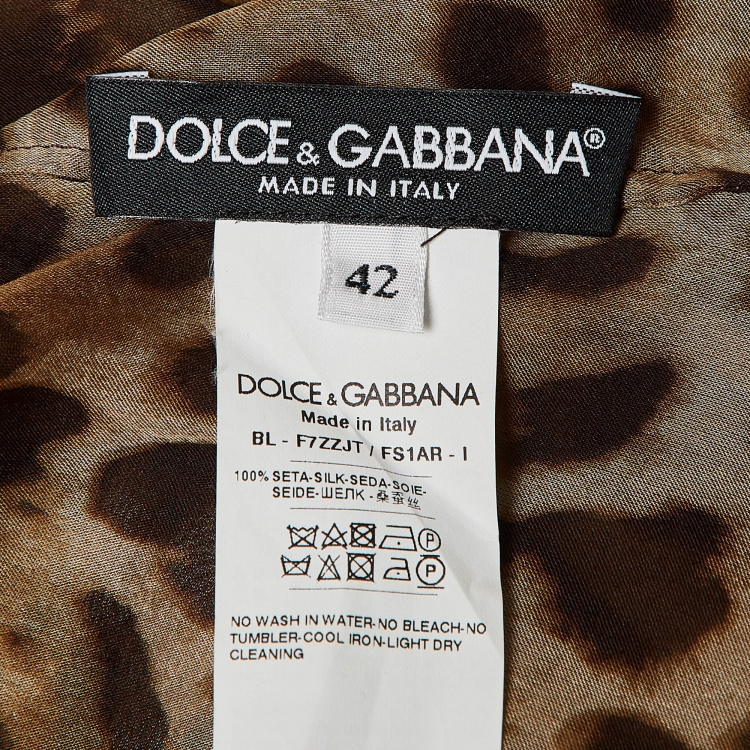 DOLCE & GABBANA®
MADE IN ITALY
42
DOLCE & GABBANA
Made in Italy
BL - F7ZZJT / FS1AR - I
100% SETA-SILK-SEDA-SOIE-
SEIDE-ШЕЛК - 桑蚕丝
P
P
NO WASH IN WATER-NO BLEACH-NO
TUMBLER-COOL IRON-LIGHT DRY
CLEANING